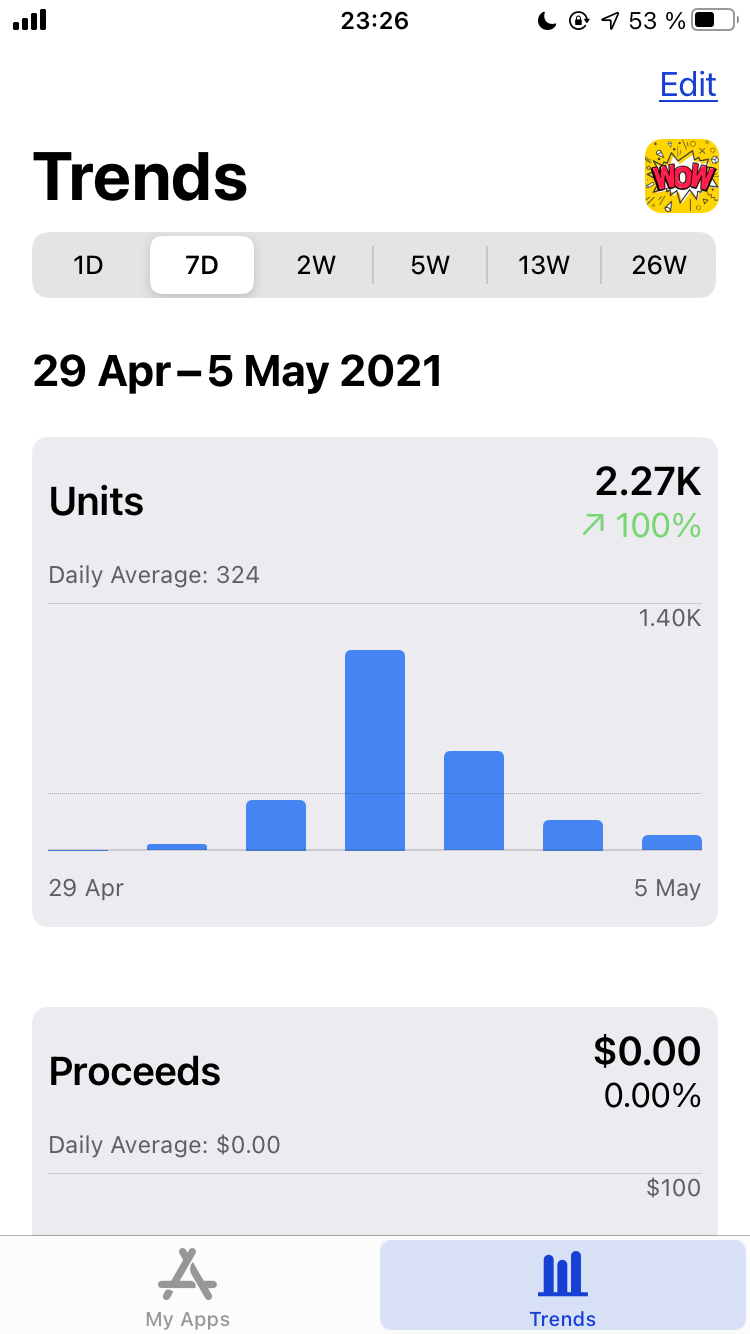 23:26
53 %
Edit
Trends
WOW
1D 7D 2W 5W 13W 26W
29 Apr – 5 May 2021
Units
2.27K
↗ 100%
Daily Average: 324
1.40K
29 Apr 5 May
Proceeds
$0.00
0.00%
Daily Average: $0.00
$100
My Apps Trends